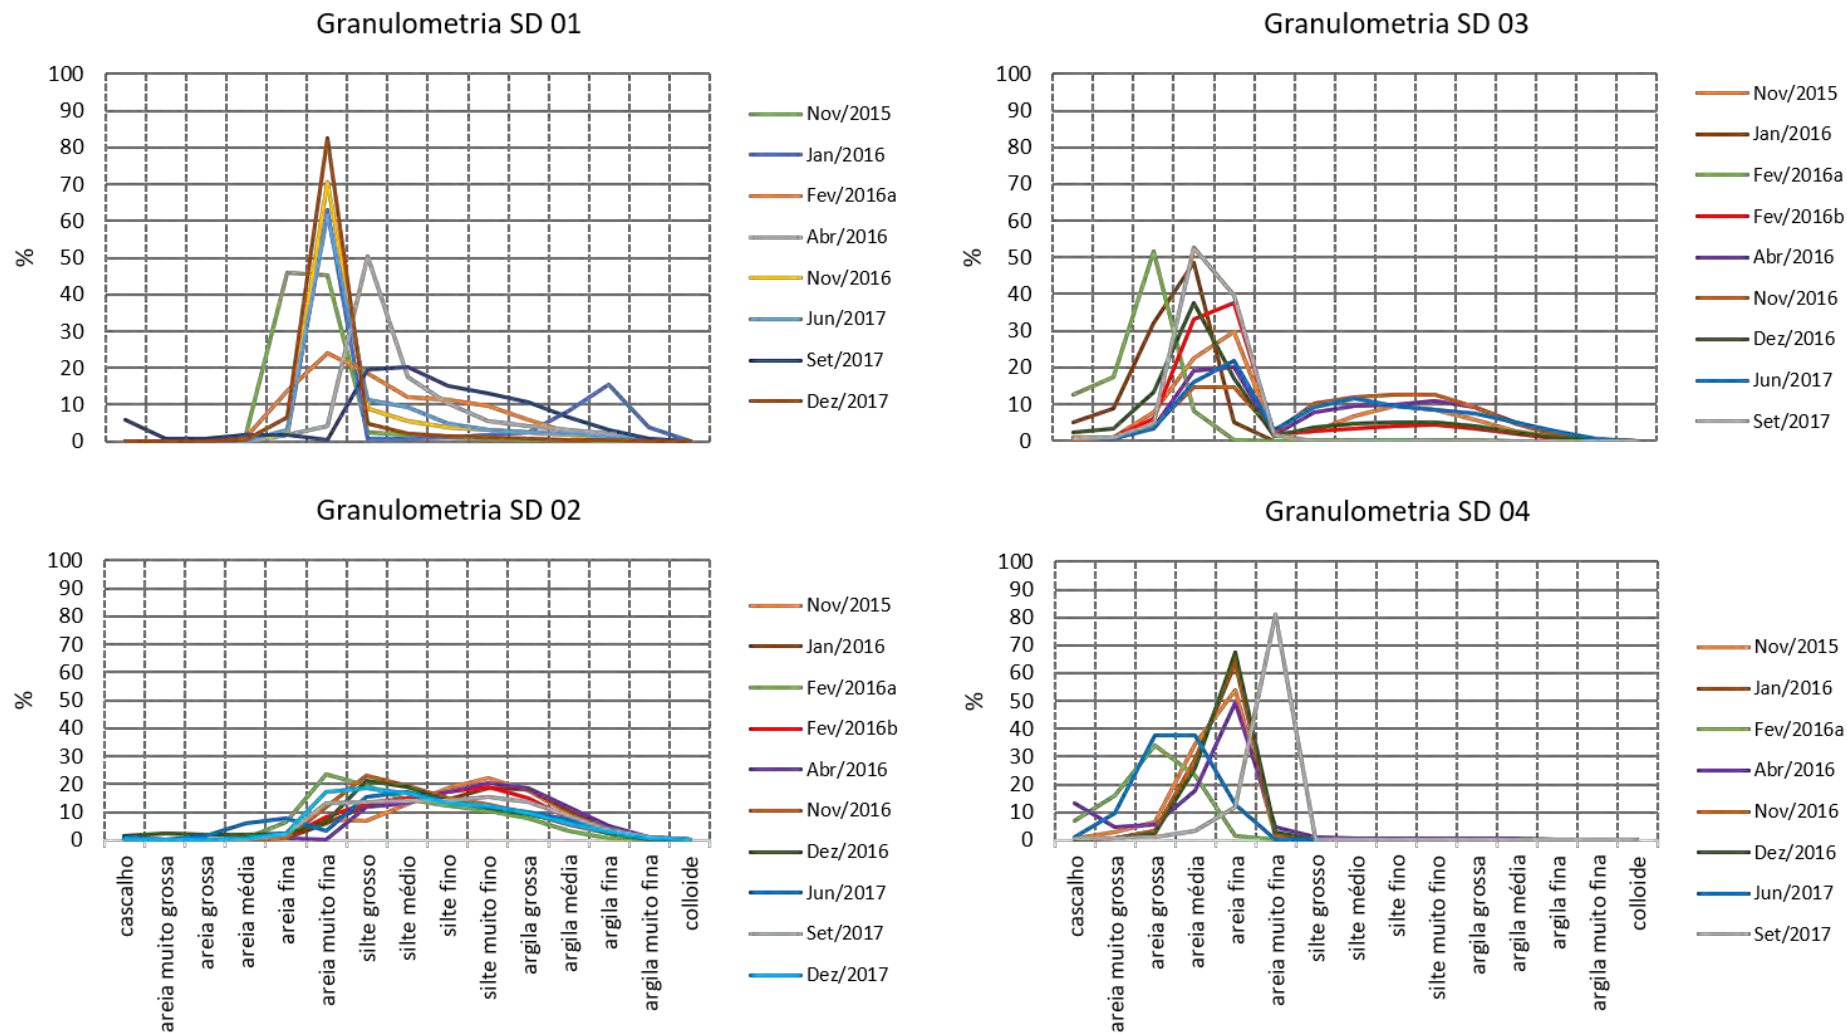 Granulometria SD 01
100
90
80
70
60
50
40
30
20
10
0
%
Nov/2015
Jan/2016
Fev/2016a
Abr/2016
Nov/2016
Jun/2017
Set/2017
Dez/2017
Granulometria SD 03
100
90
80
70
60
50
40
30
20
10
0
%
Nov/2015
Jan/2016
Fev/2016a
Fev/2016b
Abr/2016
Nov/2016
Dez/2016
Jun/2017
Set/2017
Granulometria SD 02
100
90
80
70
60
50
40
30
20
10
0
%
cascalho
areia muito grossa
areia grossa
areia média
areia fina
areia muito fina
silte grosso
silte médio
silte fino
silte muito fino
argila grossa
argila média
argila fina
argila muito fina
colloide
Nov/2015
Jan/2016
Fev/2016a
Fev/2016b
Abr/2016
Nov/2016
Dez/2016
Jun/2017
Set/2017
Dez/2017
Granulometria SD 04
100
90
80
70
60
50
40
30
20
10
0
%
cascalho
areia muito grossa
areia grossa
areia média
areia fina
areia muito fina
silte grosso
silte médio
silte fino
silte muito fino
argila grossa
argila média
argila fina
argila muito fina
colloide
Nov/2015
Jan/2016
Fev/2016a
Abr/2016
Nov/2016
Dez/2016
Jun/2017
Set/2017